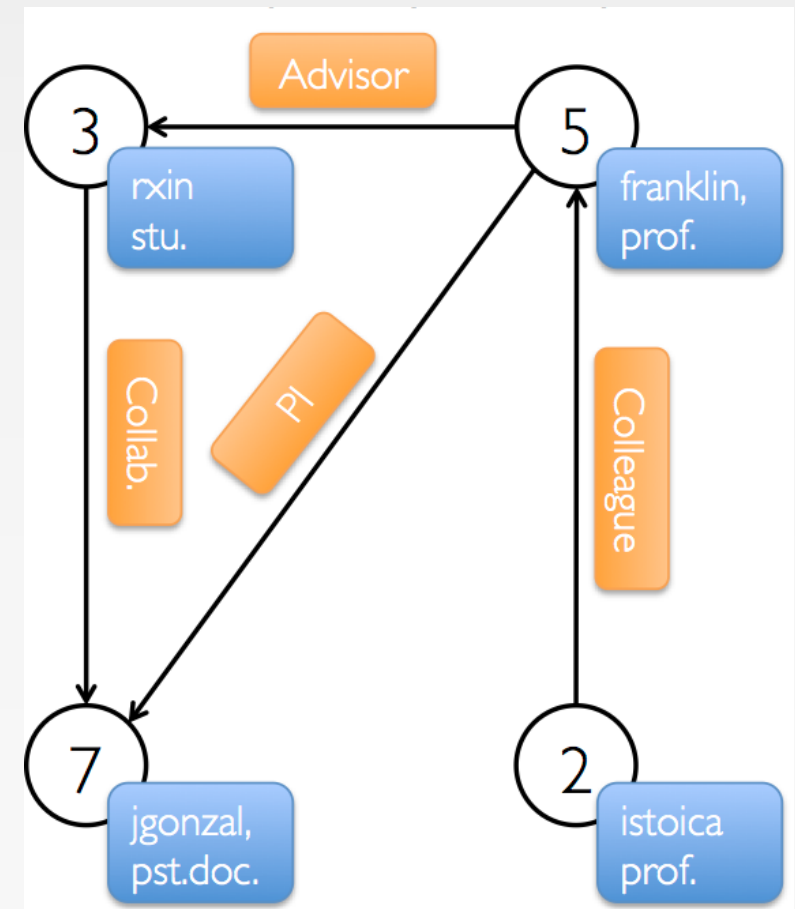 Advisor
3
5
rxin
stu.
franklin,
prof.
Collab.
PI
Colleague
7
2
jgonzal,
pst.doc.
istoica
prof.